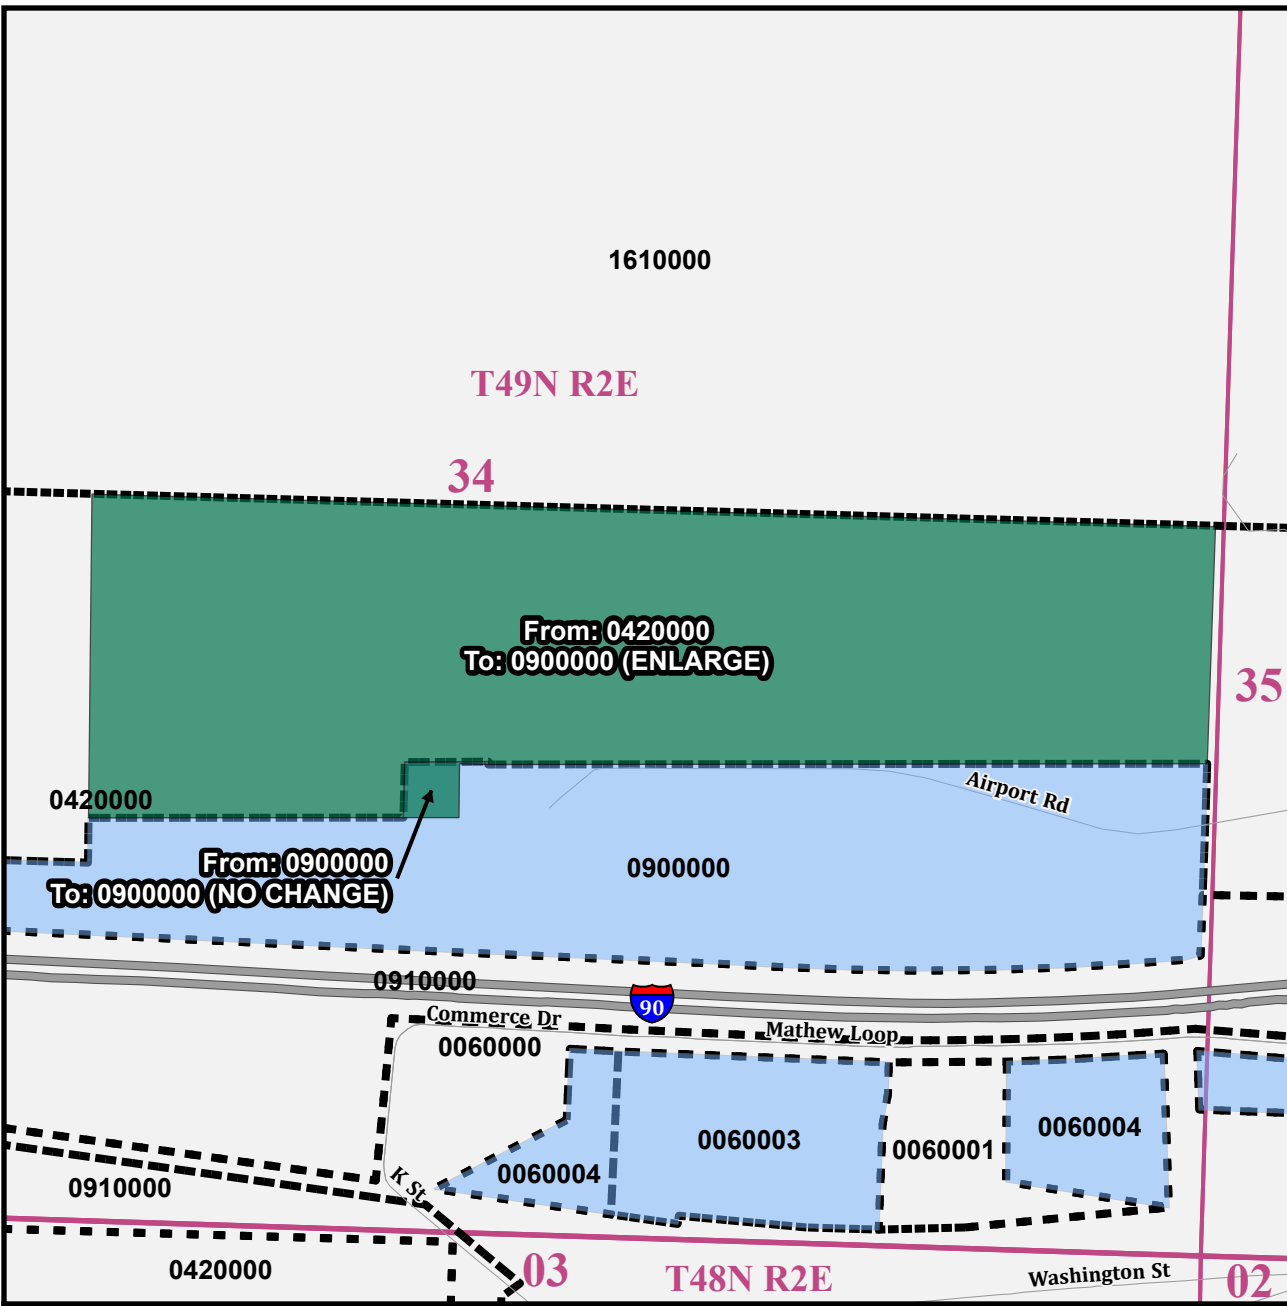 1610000
T49N R2E
34
From: 0420000
To: 0900000 (ENLARGE)
35
0420000
Airport Rd
From: 0900000
To: 0900000 (NO CHANGE)
0900000
0910000
90
Commerce Dr
Mathew Loop
0060000
0060003
0060004
0060001
0060004
K St
0910000
0420000
03
T48N R2E
Washington St
02